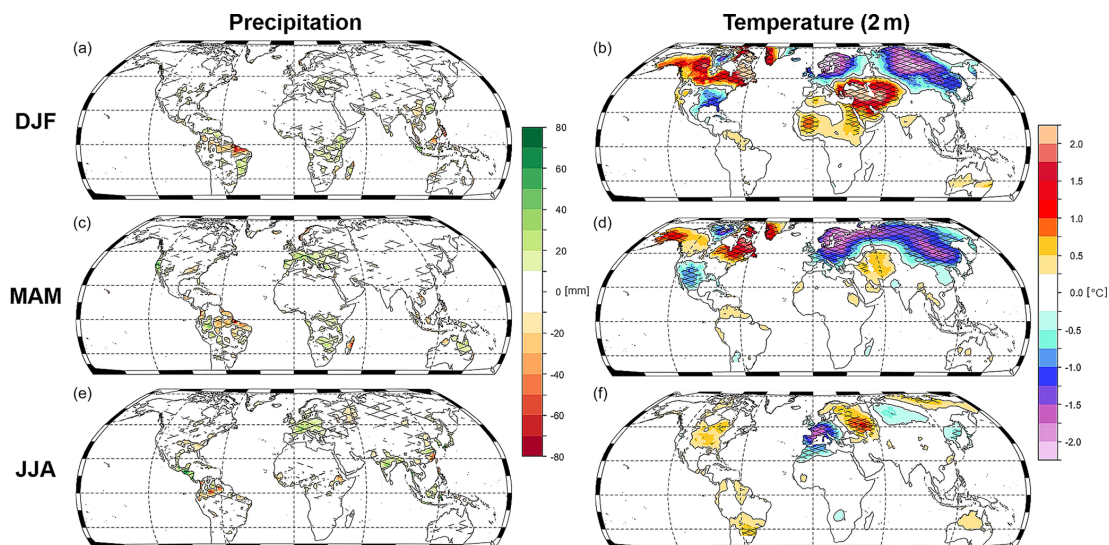 Precipitation
Temperature (2 m)
(a)
(b)
DJF
(c)
(d)
MAM
(e)
(f)
JJA
80
60
40
20
0 [mm]
-20
-40
-60
-80
2.0
1.5
1.0
0.5
0.0 [°C]
-0.5
-1.0
-1.5
-2.0